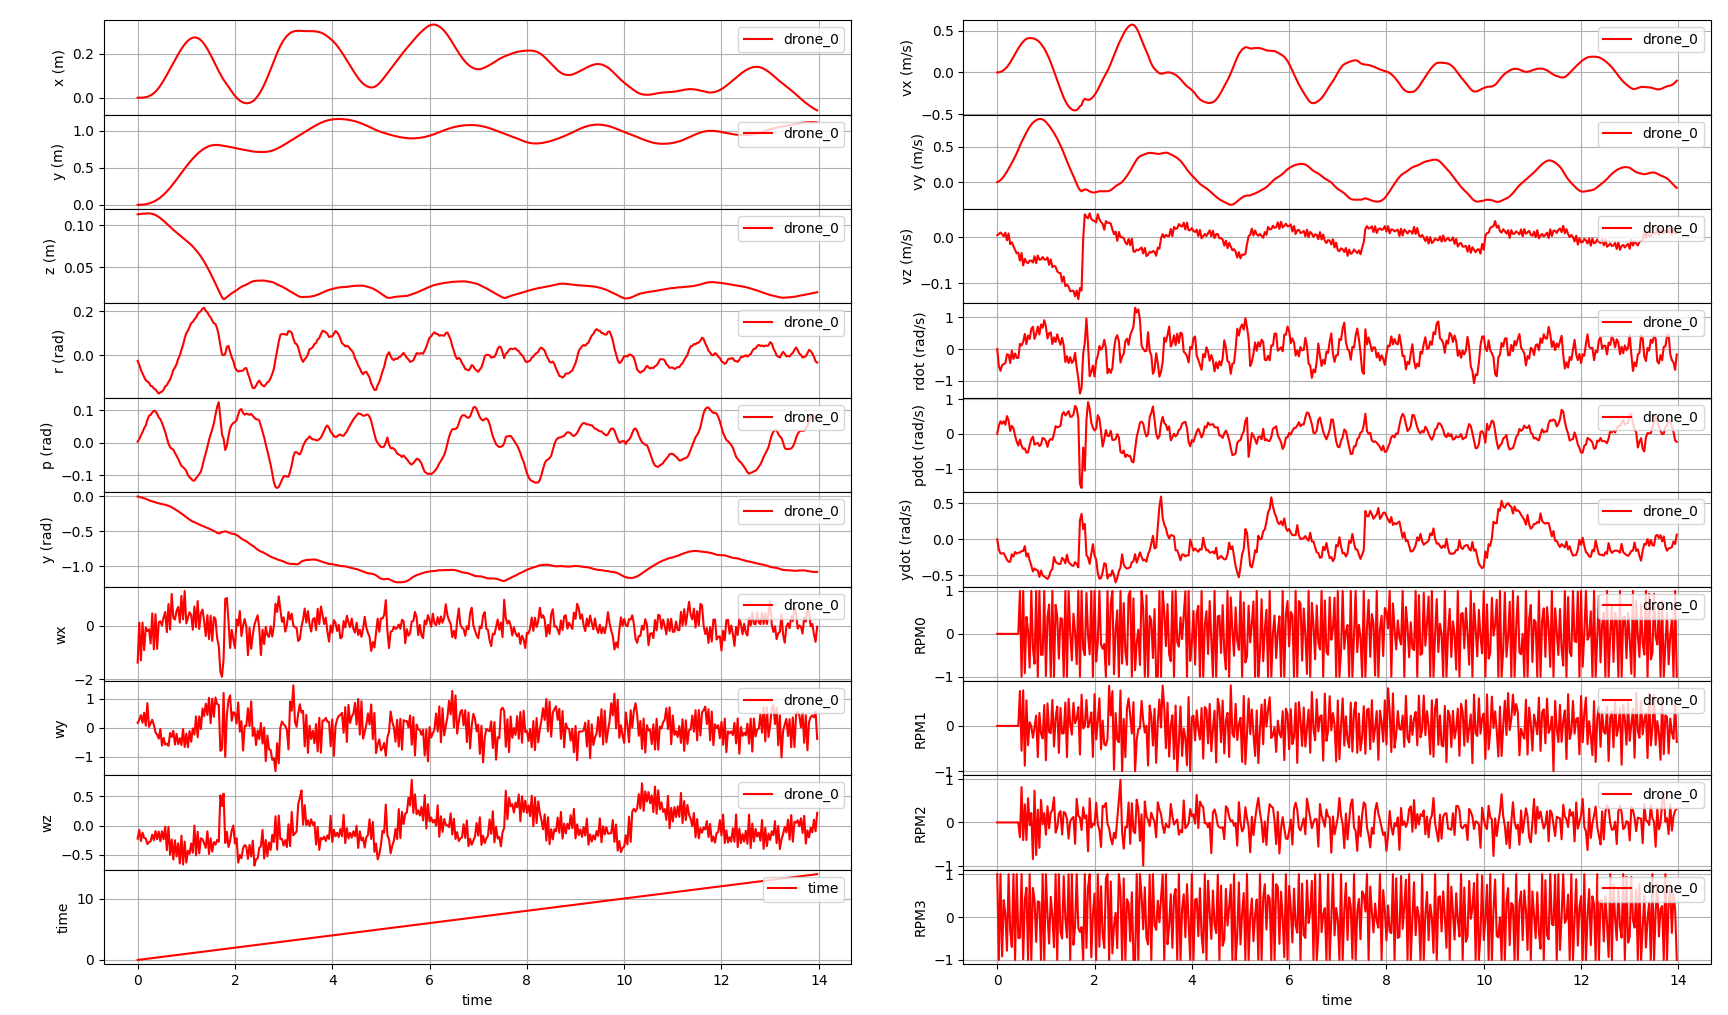 x (m)
0.2
0.0
drone_0
y (m)
1.0
0.5
0.0
drone_0
z (m)
0.10
0.05
drone_0
r (rad)
0.2
0.0
drone_0
p (rad)
0.1
0.0
−0.1
drone_0
y (rad)
0.0
−0.5
−1.0
drone_0
wx
0
−2
drone_0
wy
1
0
−1
drone_0
wz
0.5
0.0
−0.5
drone_0
time
10
0
time
0 2 4 6 8 10 12 14
time
vx (m/s)
0.5
0.0
−0.5
drone_0
vy (m/s)
0.5
0.0
drone_0
vz (m/s)
0.0
−0.1
drone_0
rdot (rad/s)
1
0
−1
drone_0
pdot (rad/s)
1
0
−1
drone_0
ydot (rad/s)
0.5
0.0
−0.5
drone_0
RPM0
1
0
−1
drone_0
RPM1
0
−1
drone_0
RPM2
1
0
−1
drone_0
RPM3
1
0
−1
drone_0
0 2 4 6 8 10 12 14
time